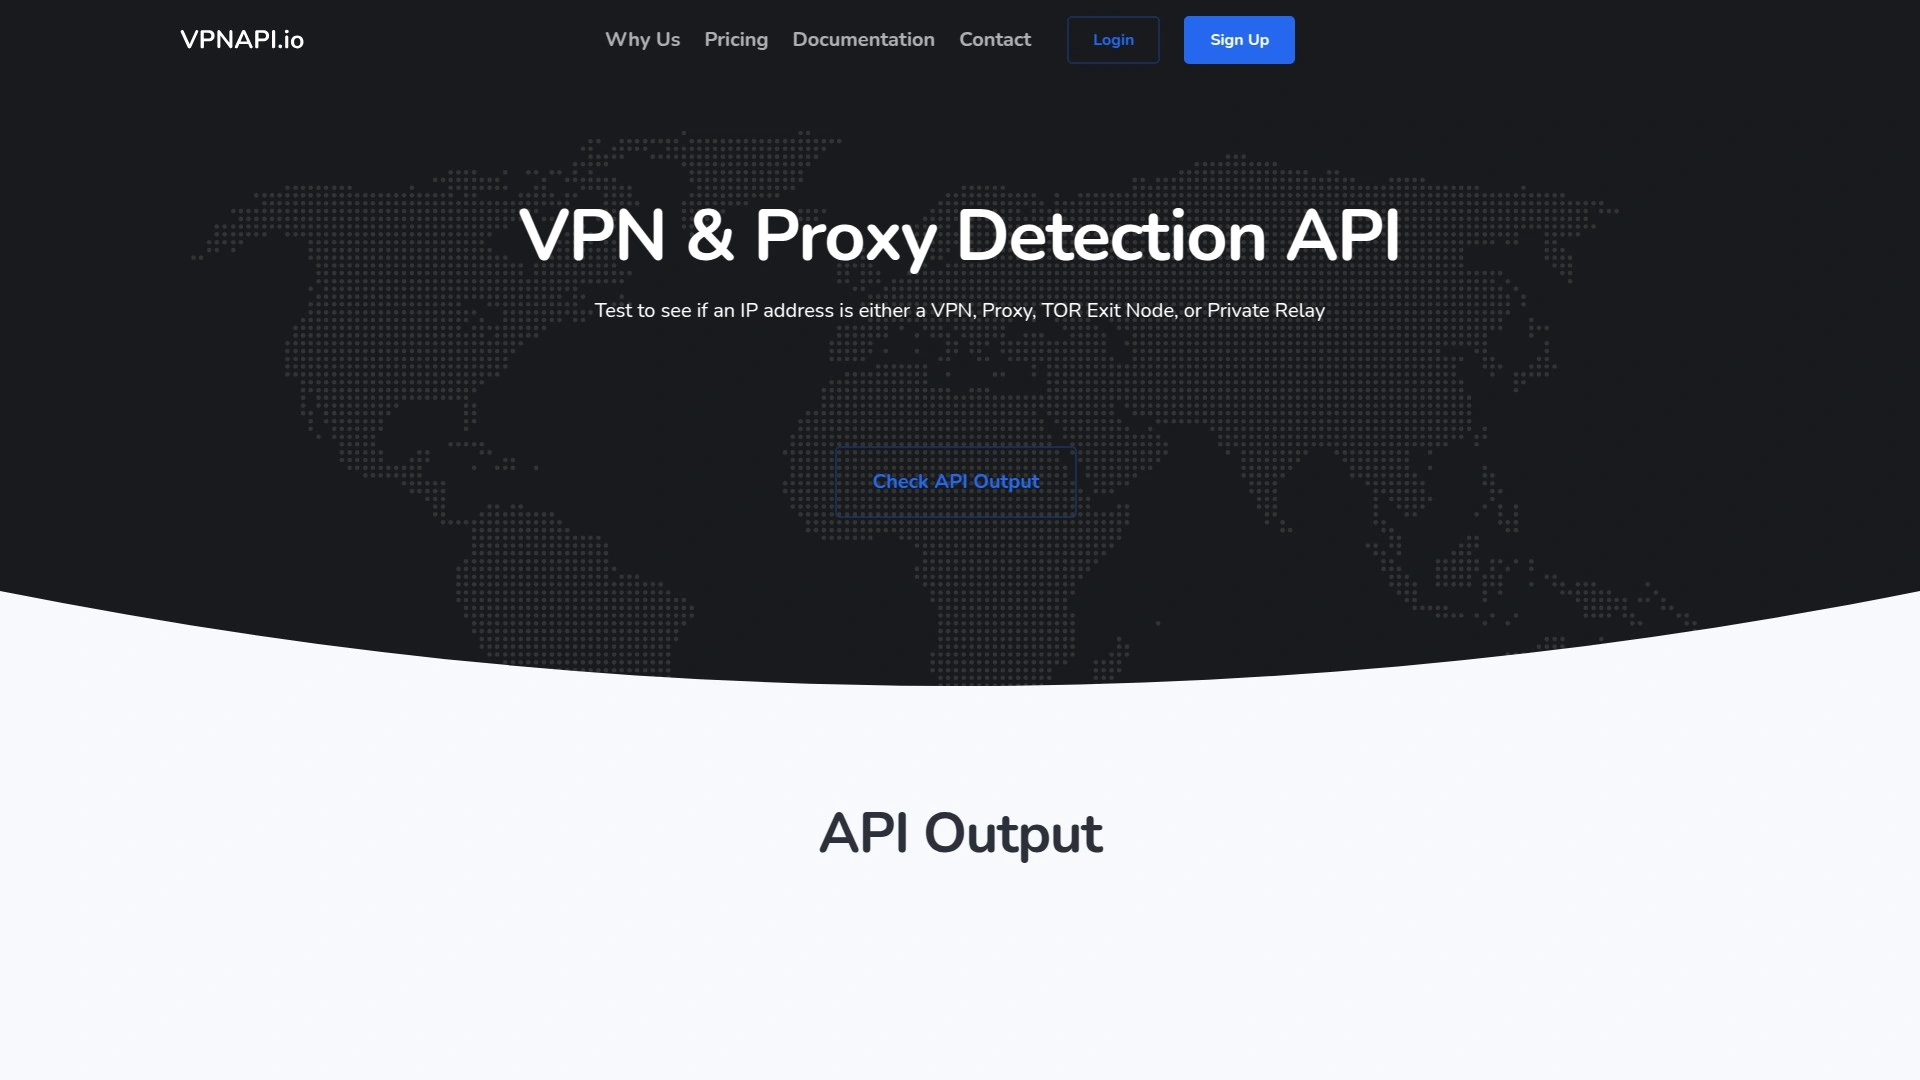 VPNAPI.io
Why Us
Pricing
Documentation
Contact
Login
Sign Up
VPN & Proxy Detection API
Test to see if an IP address is either a VPN, Proxy, TOR Exit Node, or Private Relay
Check API Output
API Output